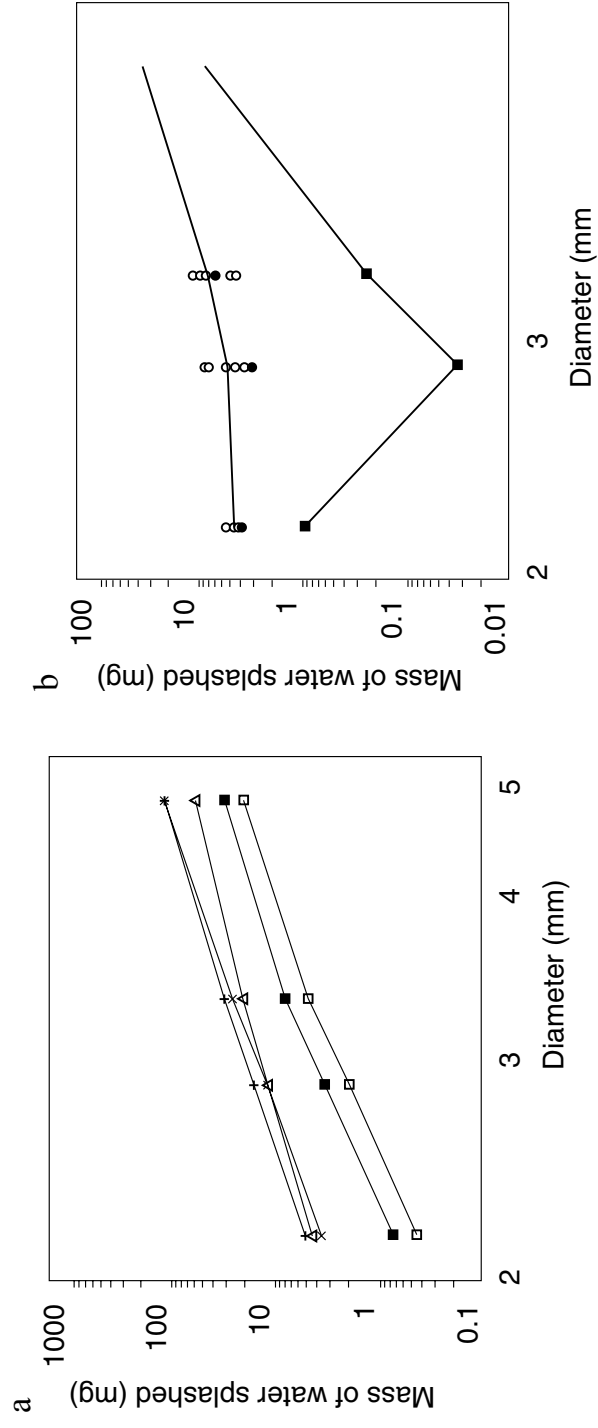 a
Mass of water splashed (mg)
1000
100
10
1
0.1
2
3
4
5
Diameter (mm)
b
Mass of water splashed (mg)
100
10
1
0.1
0.01
2
3
Diameter (mm